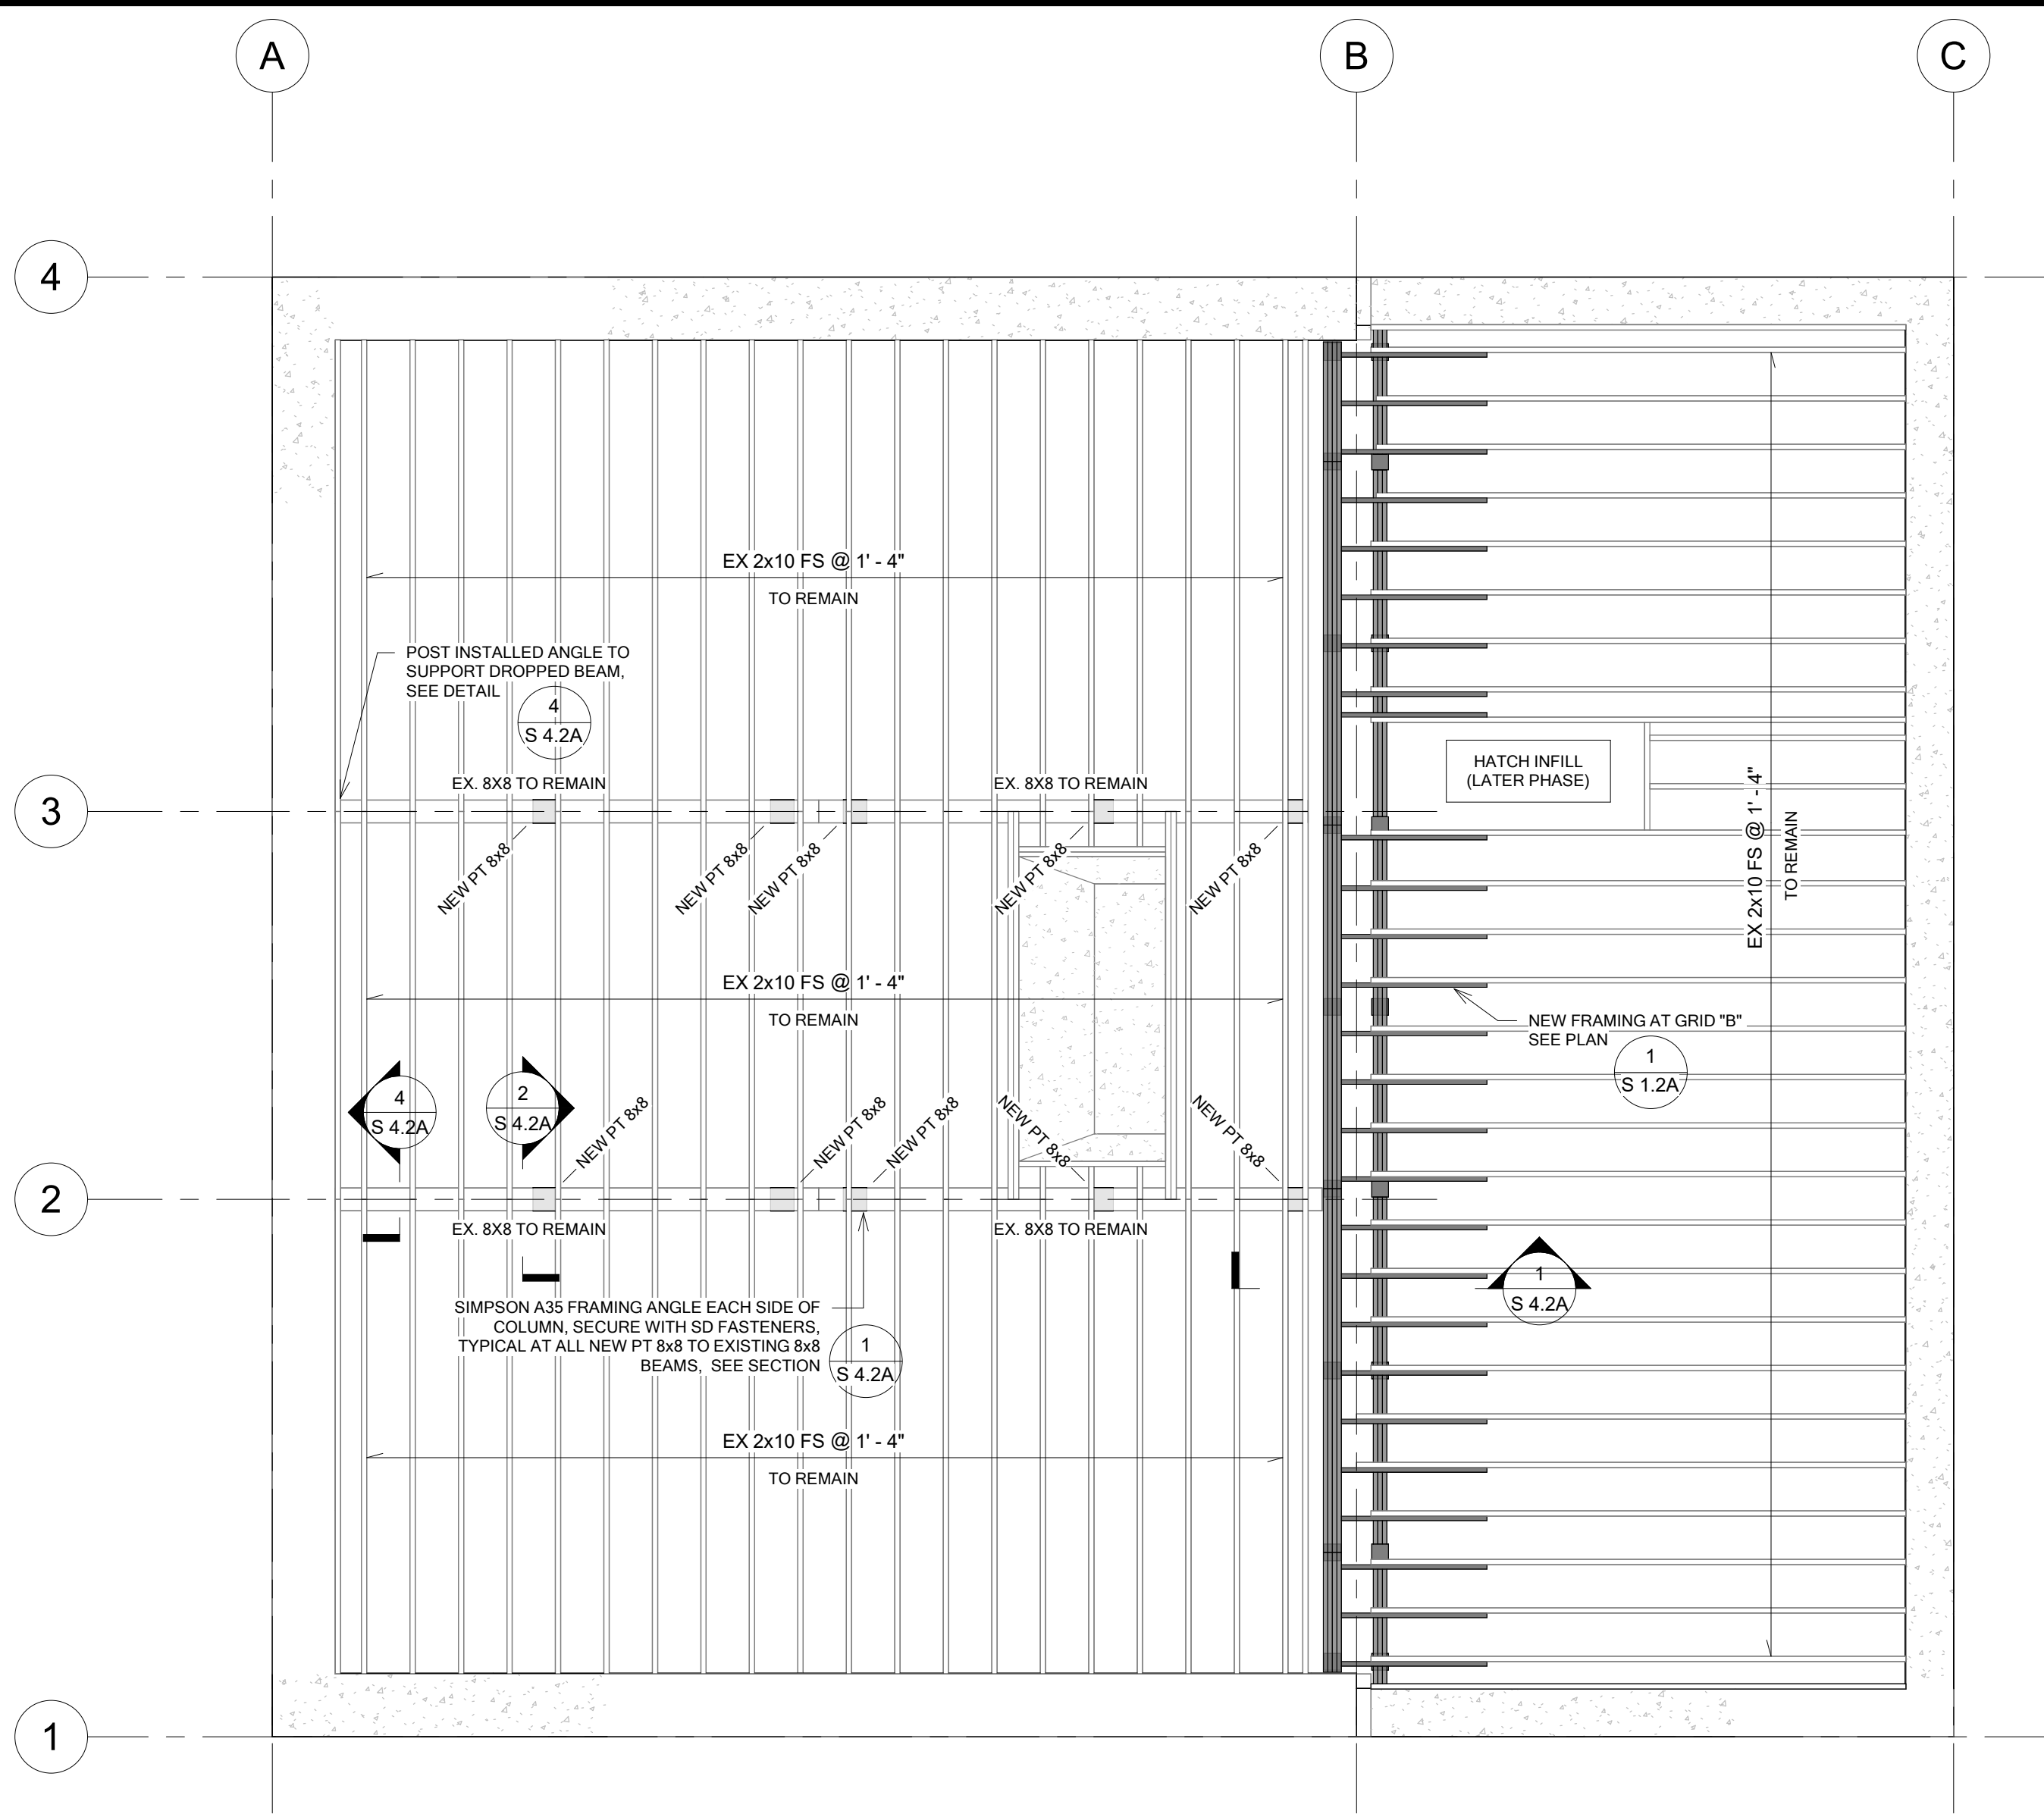 A
B
C
4
EX 2x10 FS @ 1' - 4"
TO REMAIN
POST INSTALLED ANGLE TO
SUPPORT DROPPED BEAM,
SEE DETAIL
4
S 4.2A
EX. 8X8 TO REMAIN
EX. 8X8 TO REMAIN
HATCH INFILL
(LATER PHASE)
3
NEW PT 8x8
NEW PT 8x8
NEW PT 8x8
NEW PT 8x8
NEW PT 8x8
EX 2x10 FS @ 1' - 4"
TO REMAIN
EX 2x10 FS @ 1' - 4"
TO REMAIN
NEW FRAMING AT GRID "B"
SEE PLAN
1
S 1.2A
4
S 4.2A
2
S 4.2A
NEW PT 8x8
NEW PT 8x8
NEW PT 8x8
NEW PT 8x8
NEW PT 8x8
2
EX. 8X8 TO REMAIN
EX. 8X8 TO REMAIN
1
S 4.2A
SIMPSON A35 FRAMING ANGLE EACH SIDE OF
COLUMN, SECURE WITH SD FASTENERS,
TYPICAL AT ALL NEW PT 8x8 TO EXISTING 8x8
BEAMS, SEE SECTION
1
S 4.2A
EX 2x10 FS @ 1' - 4"
TO REMAIN
1